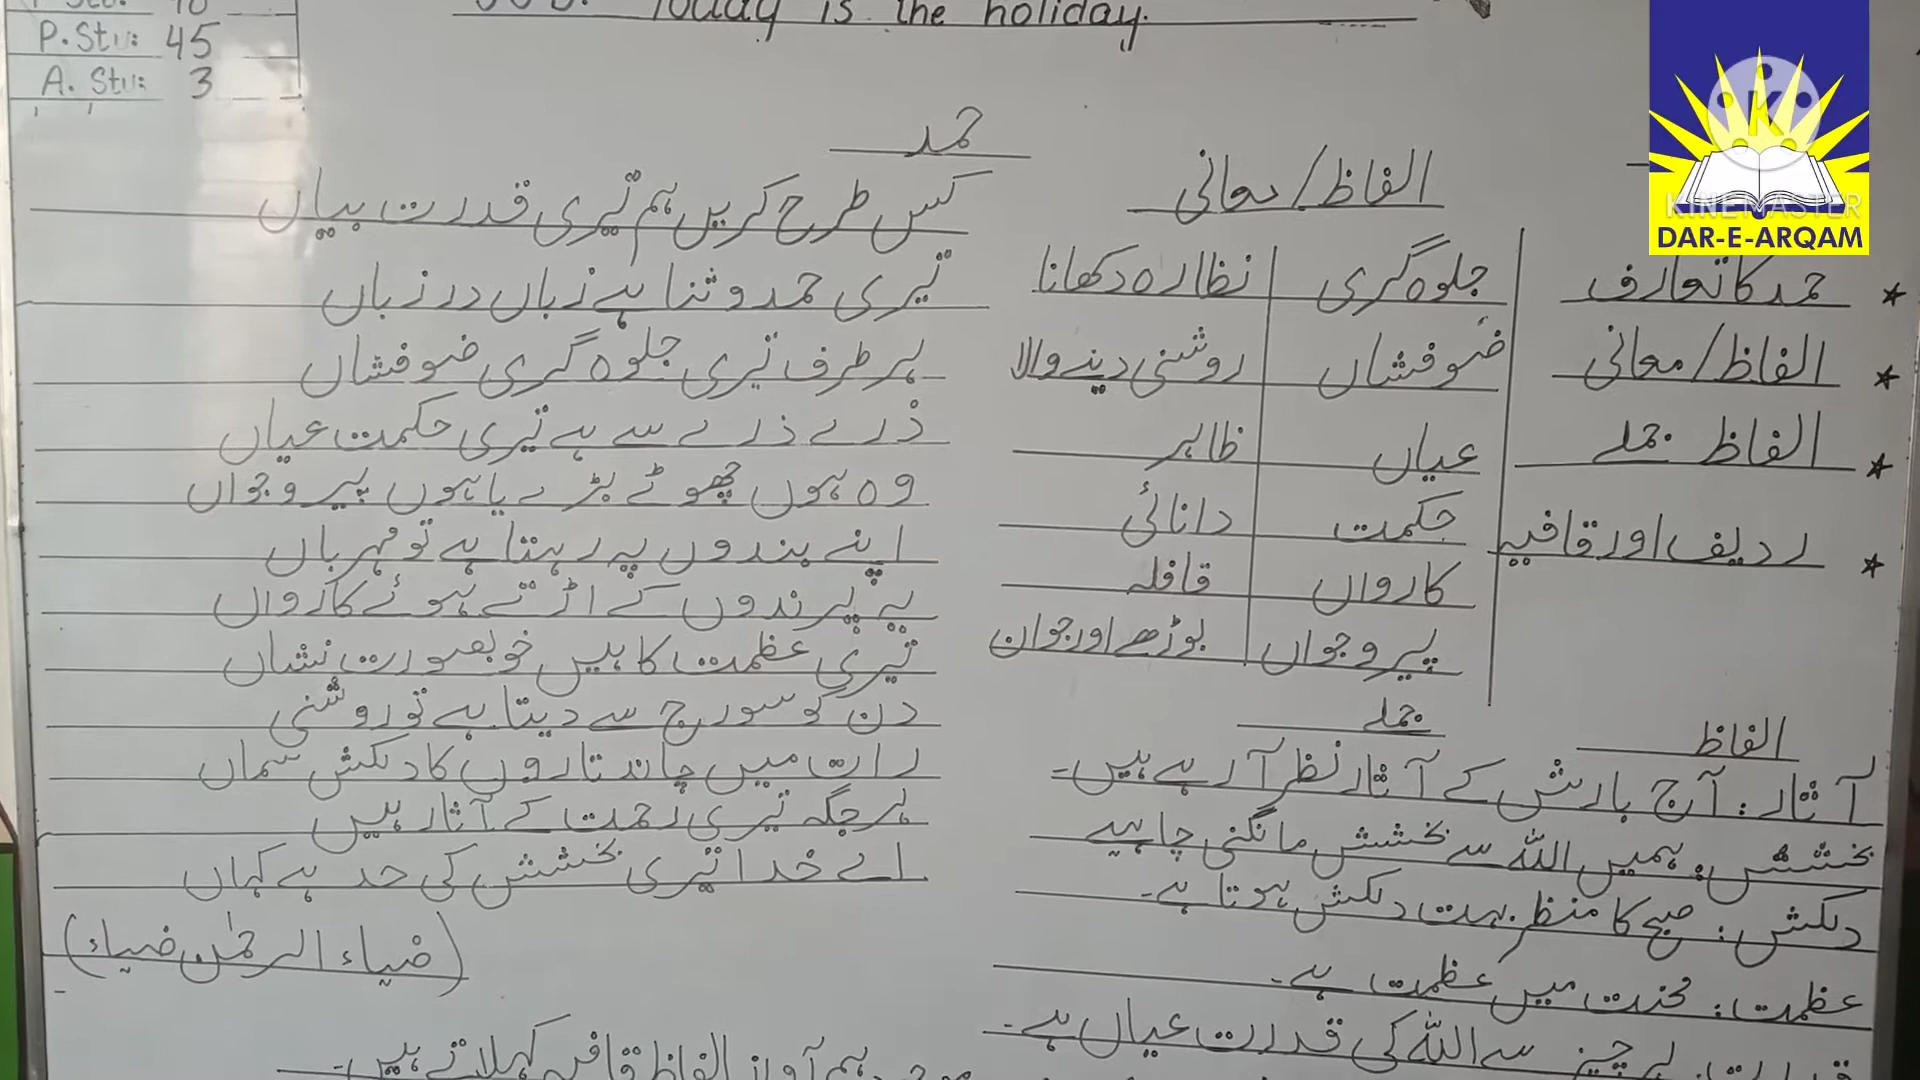 Today is the holiday.
P. Stu: 45
A. Stu: 3
KINEMASTER
DAR-E-ARQAM
حمد کا تعارف
الفاظ/معانی
الفاظ جملے
ردیف اور قافیہ
الفاظ/معانی
جلوہ گری نظارہ دکھانا
ضوفشاں روشنی دینے والا
عیاں ظاہر
حکمت دانائی
کارواں قافلہ
پیر و جواں بوڑھے اور جوان
الفاظ جملے
آثار: آج بارش کے آثار نظر آ رہے ہیں۔
بخشش: ہمیں اللہ سے بخشش مانگنی چاہیے
دلکش: صبح کا منظر بہت دلکش ہوتا ہے۔
عظمت: محنت میں عظمت ہے۔
ہر چیز سے اللہ کی قدرت عیاں ہے۔
حمد
کس طرح کریں ہم تیری قدرت بیاں
تیری حمد و ثنا ہے زباں در زباں
ہر طرف تیری جلوہ گری ضوفشاں
ذرے ذرے سے ہے تیری حکمت عیاں
وہ ہوں چھوٹے بڑے یا ہوں پیر و جواں
اپنے بندوں پہ رہتا ہے تو مہرباں
یہ پرندوں کے اڑتے ہوئے کارواں
تیری عظمت کا ہیں خوبصورت نشاں
دن کو سورج سے دیتا ہے تو روشنی
رات میں چاند تاروں کا دلکش سماں
ہر جگہ تیری رحمت کے آثار ہیں
اے خدا تیری بخشش کی حد ہے کہاں
(ضیاء الرحمٰن ضیاء)
ہم آواز الفاظ قافیہ کہلاتے ہیں۔